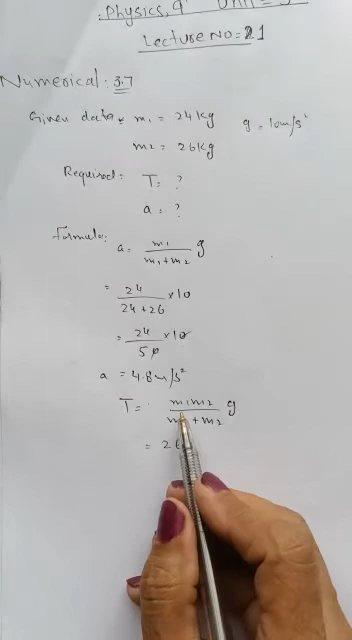 Physics, 9
Lecture No: 21
Numerical: 3.7
Given data, m₁ = 24kg g = 10m/s²
m₂ = 26kg
Required: T = ?
a = ?
Formula: a = m₁ / m₁ + m₂ g
= 24 / 24 + 26 × 10
= 24 / 50 × 10
a = 4.8m/s²
T = m₁m₂ / m₁ + m₂ g
= 2